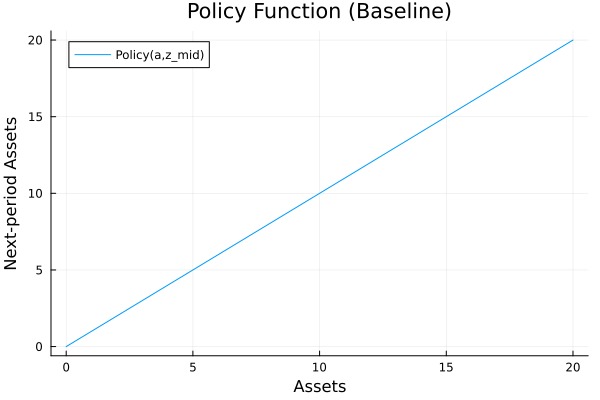 Policy Function (Baseline)
Policy(a,z_mid)
Next-period Assets
20
15
10
5
0
0 5 10 15 20
Assets